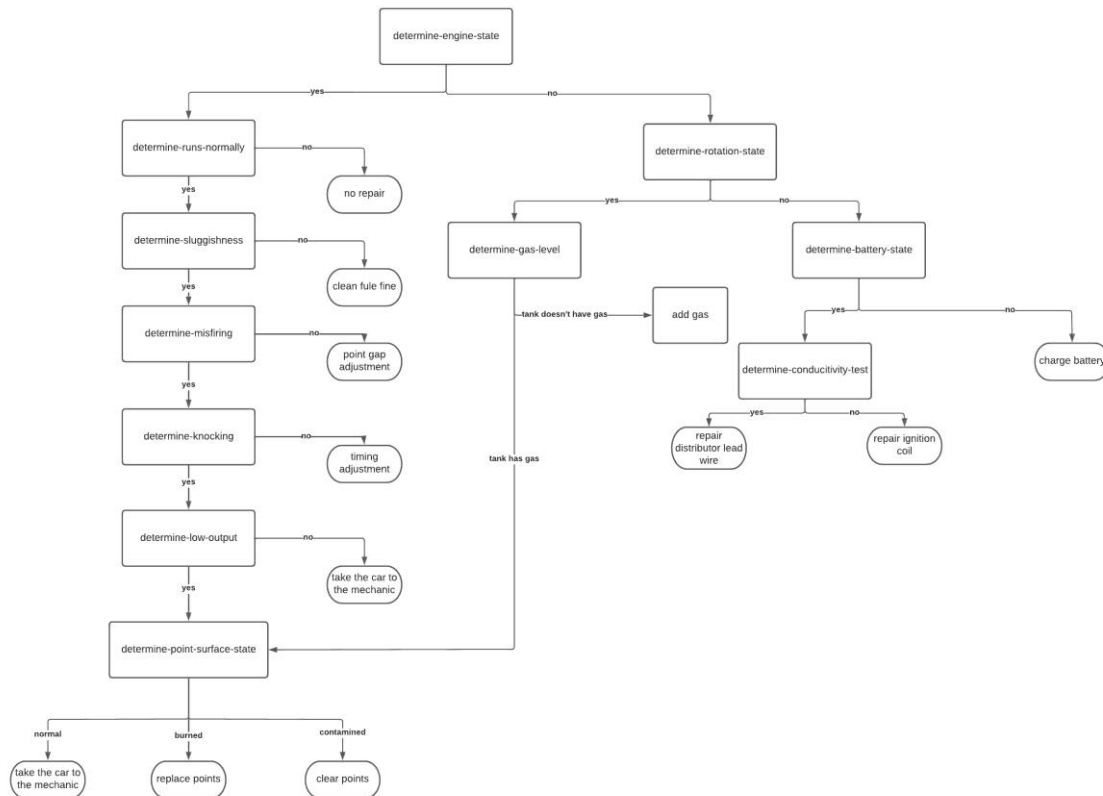 determine-engine-state
yes
no
determine-runs-normally
no
determine-rotation-state
yes
no repair
yes
no
determine-sluggishness
no
determine-gas-level
determine-battery-state
yes
clean fule fine
tank doesn't have gas
add gas
yes
no
determine-misfiring
no
point gap
adjustment
determine-conducitivity-test
charge battery
yes
yes
no
determine-knocking
no
repair
distributor lead
wire
repair ignition
coil
timing
adjustment
tank has gas
yes
determine-low-output
no
take the car to
the mechanic
yes
determine-point-surface-state
normal
burned
contamined
take the car to
the mechanic
replace points
clear points